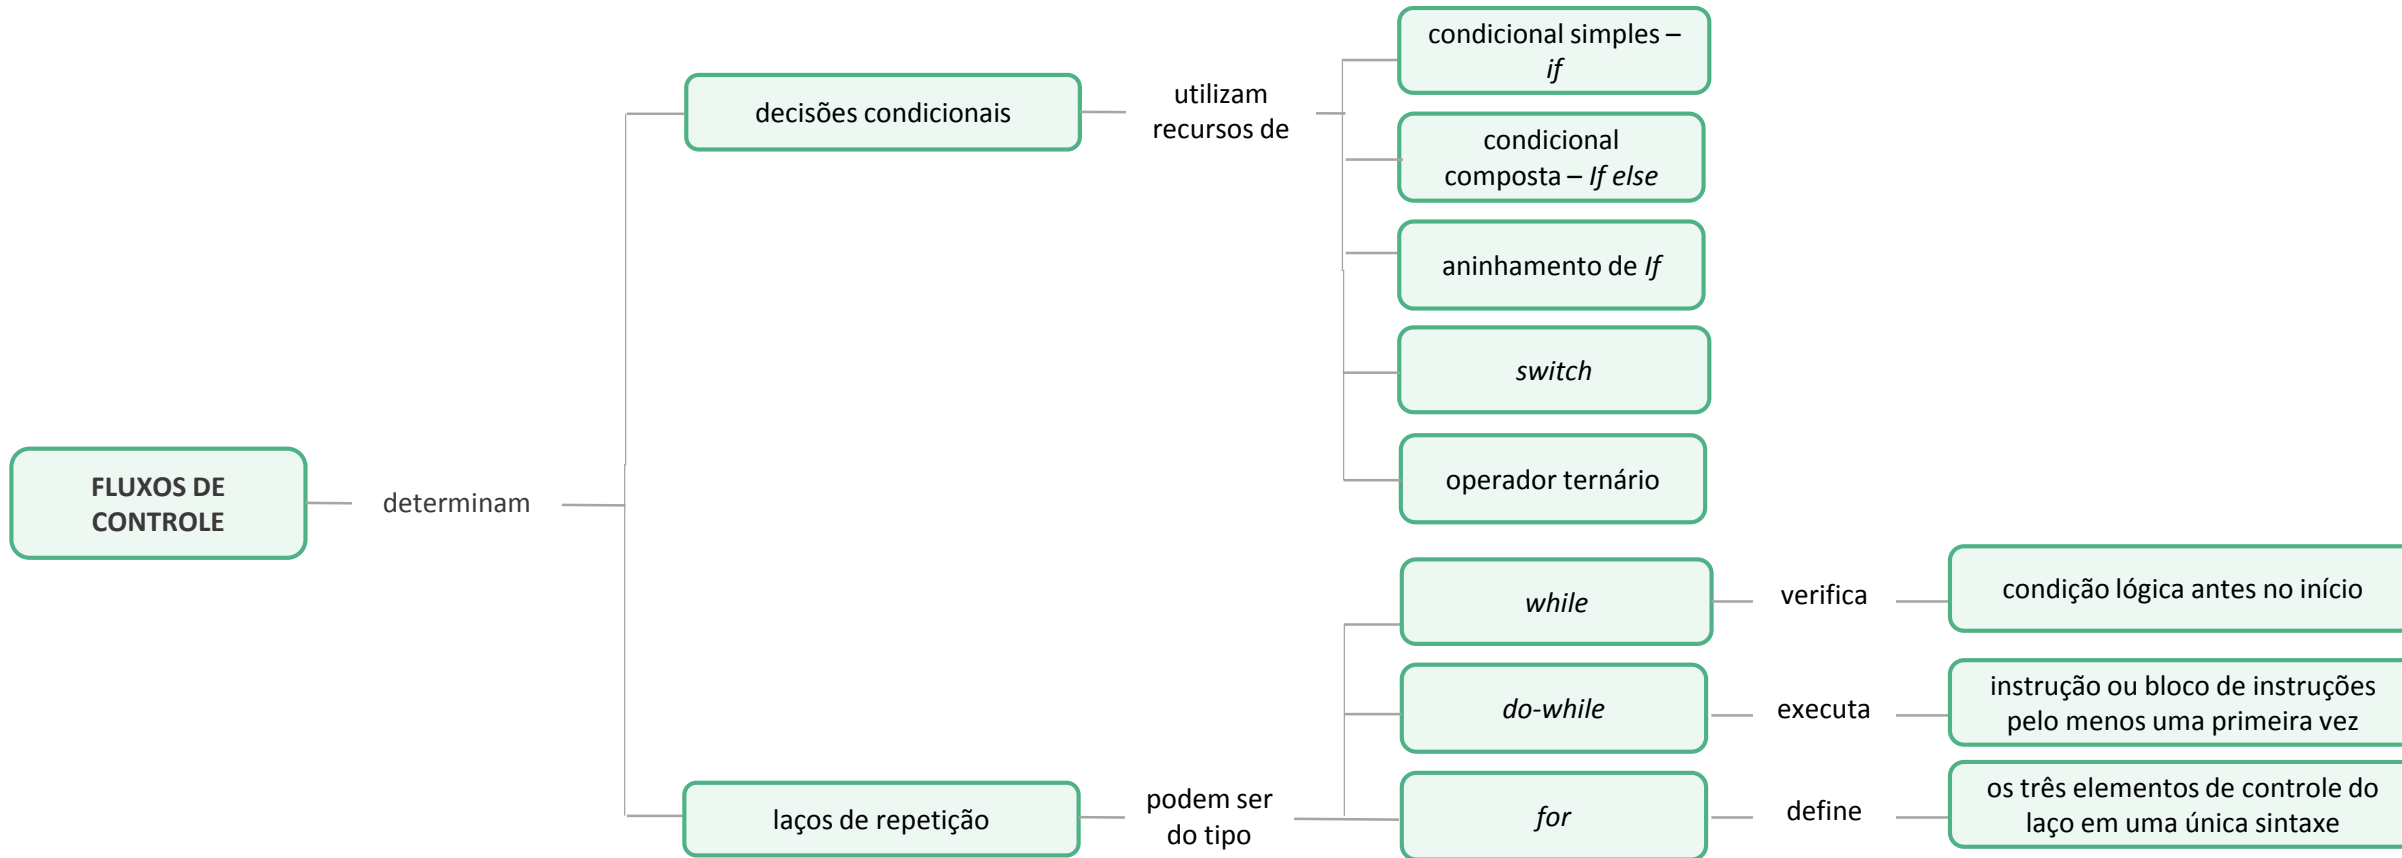 FLUXOS DE
CONTROLE
determinam
decisões condicionais
utilizam
recursos de
condicional simples –
if
condicional
composta – If else
aninhamento de If
switch
operador ternário
laços de repetição
podem ser
do tipo
while
verifica
condição lógica antes no início
do-while
executa
instrução ou bloco de instruções
pelo menos uma primeira vez
for
define
os três elementos de controle do
laço em uma única sintaxe